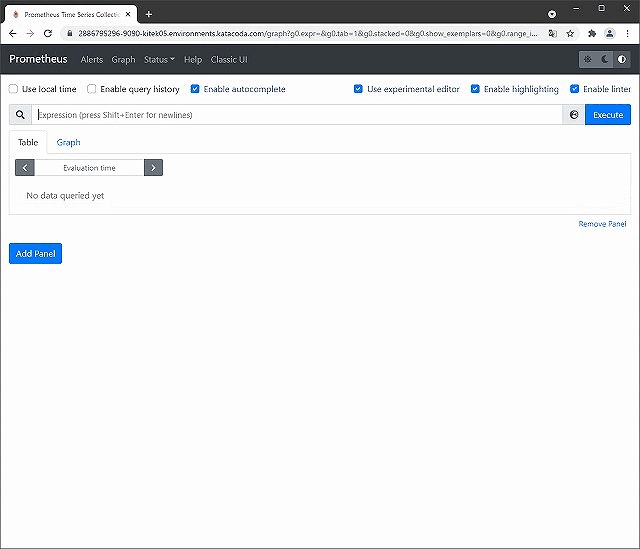 Prometheus Time Series Collectic
2886795296-9090-kitek05.environments.katacoda.com/graph?g0.expr=&g0.tab=1&g0.stacked=0&g0.show_exemplars=0&g0.range_i...
Prometheus Alerts Graph Status Help Classic UI
Use local time Enable query history Enable autocomplete Use experimental editor Enable highlighting Enable linter
Expression (press Shift+Enter for newlines) Execute
Table Graph
Evaluation time
No data queried yet
Remove Panel
Add Panel